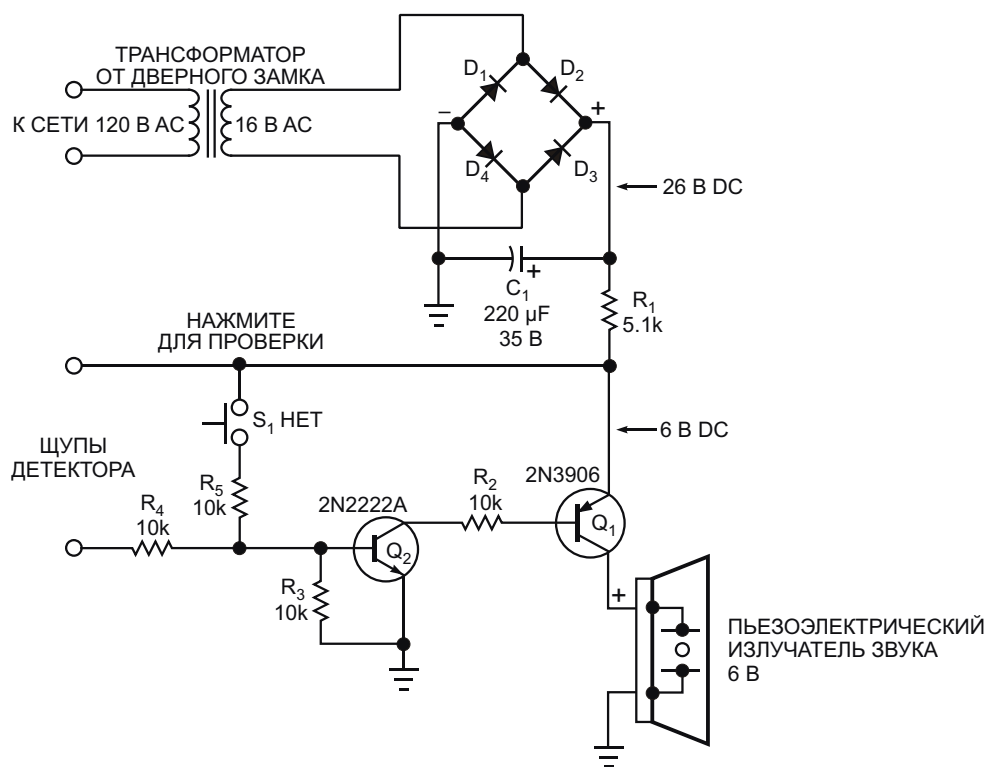 ТРАНСФОРМАТОР
ОТ ДВЕРНОГО ЗАМКА
К СЕТИ 120 В AC
16 В AC
D1
D2
–
+
D4
D3
26 В DC
+
C1
220 µF
35 В
R1
5.1k
НАЖМИТЕ
ДЛЯ ПРОВЕРКИ
S1 НЕТ
6 В DC
ЩУПЫ
ДЕТЕКТОРА
R5
10k
R4
10k
2N2222A
R2
10k
2N3906
Q1
Q2
R3
10k
+
ПЬЕЗОЭЛЕКТРИЧЕСКИЙ
ИЗЛУЧАТЕЛЬ ЗВУКА
6 В